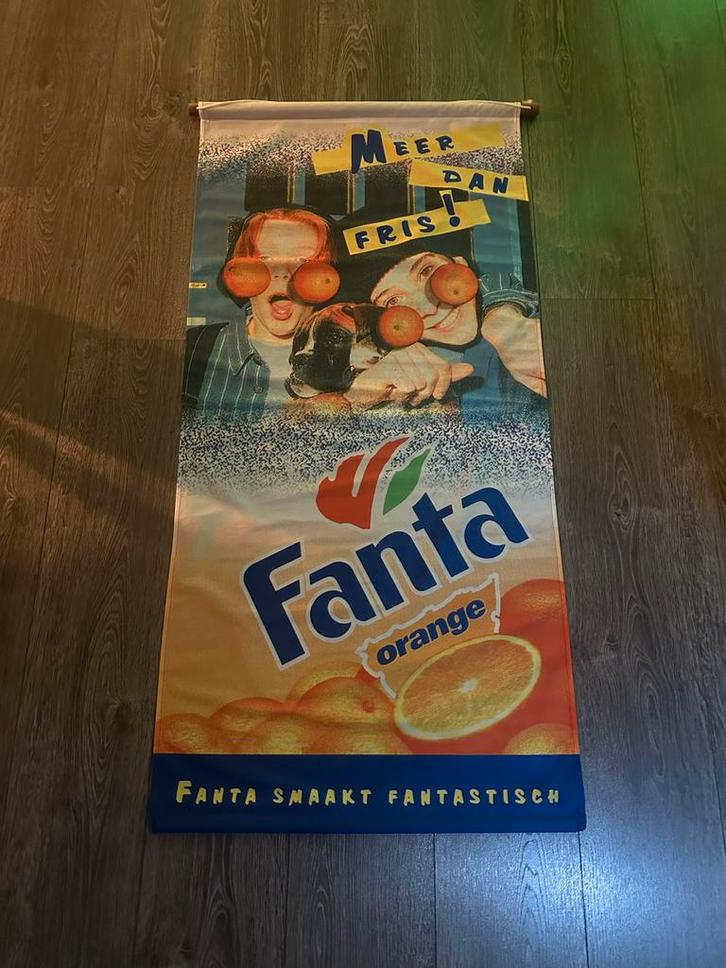 MEER
DAN
FRIS!
Fanta
orange
FANTA SMAAKT FANTASTISCH